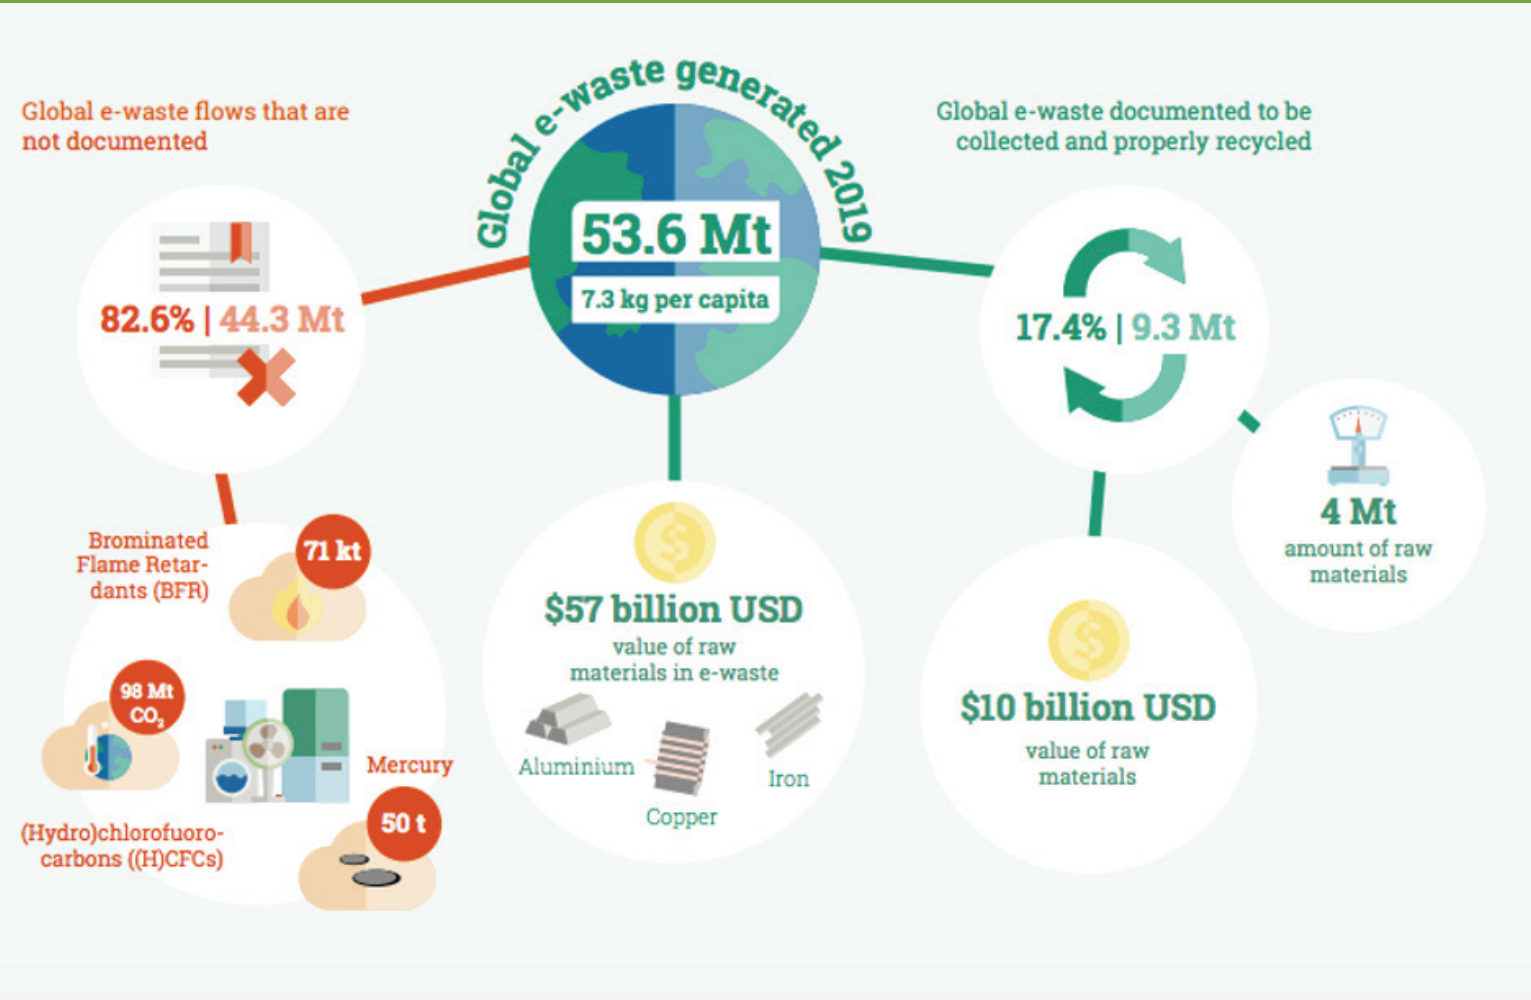 Global e-waste generated 2019
53.6 Mt
7.3 kg per capita
Global e-waste flows that are
not documented
82.6% | 44.3 Mt
Brominated
Flame Retar-
dants (BFR)
71 kt
98 Mt
CO₂
(Hydro)chlorofuoro-
carbons ((H)CFCs)
Mercury
50 t
$57 billion USD
value of raw
materials in e-waste
Aluminium
Copper
Iron
Global e-waste documented to be
collected and properly recycled
17.4% | 9.3 Mt
4 Mt
amount of raw
materials
$10 billion USD
value of raw
materials